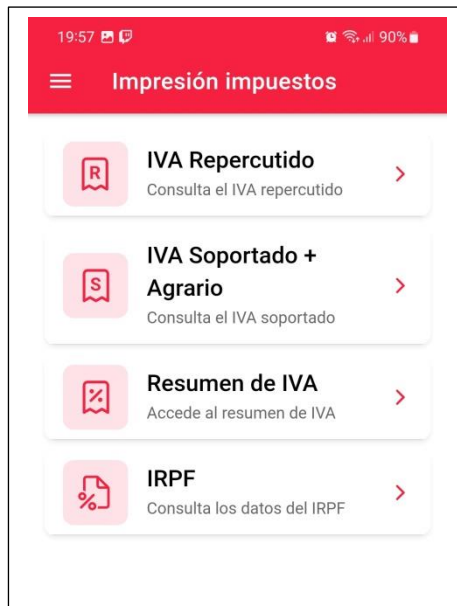 19:57 90%
Impresión impuestos
R
IVA Repercutido
Consulta el IVA repercutido
S
IVA Soportado +
Agrario
Consulta el IVA soportado
%
Resumen de IVA
Accede al resumen de IVA
%
IRPF
Consulta los datos del IRPF